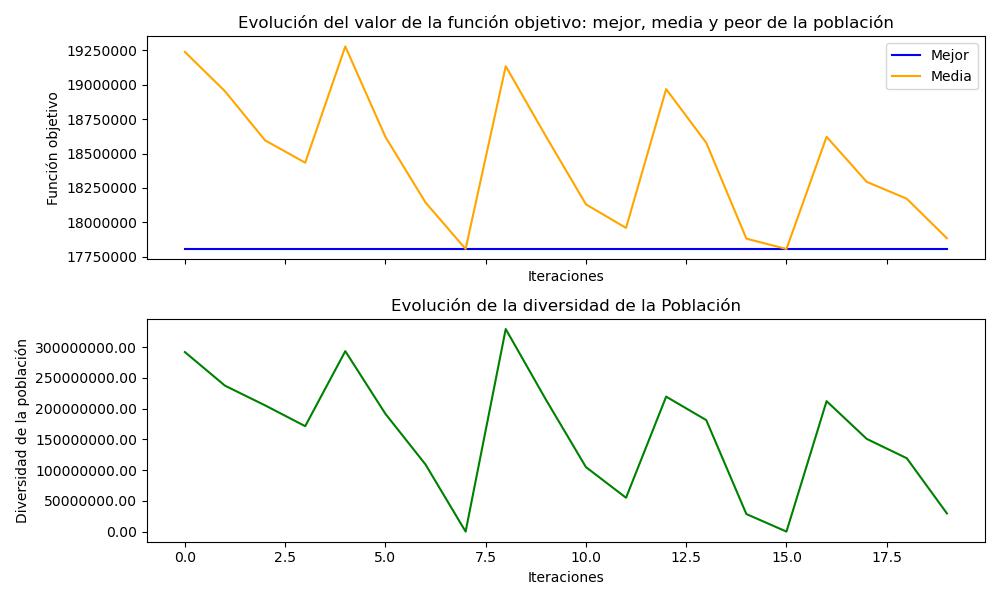 Evolución del valor de la función objetivo: mejor, media y peor de la población
Función objetivo
19250000
19000000
18750000
18500000
18250000
18000000
17750000
Mejor
Media
Iteraciones
Evolución de la diversidad de la Población
Diversidad de la población
300000000.00
250000000.00
200000000.00
150000000.00
100000000.00
50000000.00
0.00
0.0 2.5 5.0 7.5 10.0 12.5 15.0 17.5
Iteraciones